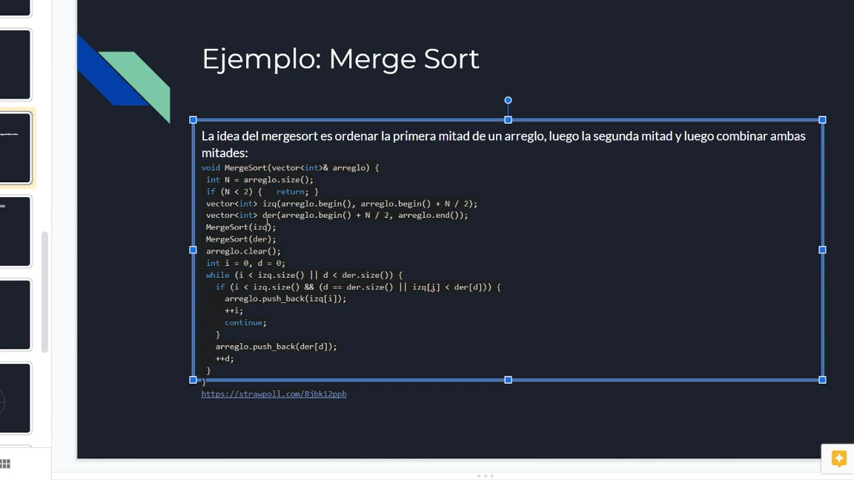 Ejemplo: Merge Sort
La idea del mergesort es ordenar la primera mitad de un arreglo, luego la segunda mitad y luego combinar ambas
mitades:
void MergeSort(vector<int>& arreglo) {
int N = arreglo.size();
if (N < 2) { return; }
vector<int> izq(arreglo.begin(), arreglo.begin() + N / 2);
vector<int> der(arreglo.begin() + N / 2, arreglo.end());
MergeSort(izq);
MergeSort(der);
arreglo.clear();
int i = 0, d = 0;
while (i < izq.size() || d < der.size()) {
if (i < izq.size() && (d == der.size() || izq[i] < der[d])) {
arreglo.push_back(izq[i]);
++i;
continue;
}
arreglo.push_back(der[d]);
++d;
}
}
https://strawpoll.com/8jbk12ppb